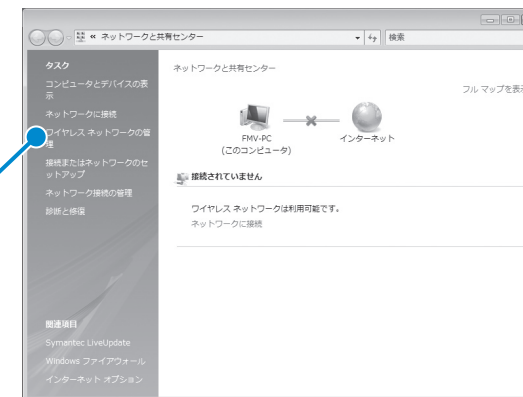 « ネットワークと共有センター
検索
タスク
コンピュータとデバイスの表
示
ネットワークに接続
ワイヤレス ネットワークの管
理
接続またはネットワークのセ
ットアップ
ネットワーク接続の管理
診断と修復
関連項目
Symantec LiveUpdate
Windows ファイアウォール
インターネット オプション
ネットワークと共有センター
フル マップを表示
FMV-PC
(このコンピュータ)
インターネット
接続されていません
ワイヤレス ネットワークは利用可能です。
ネットワークに接続